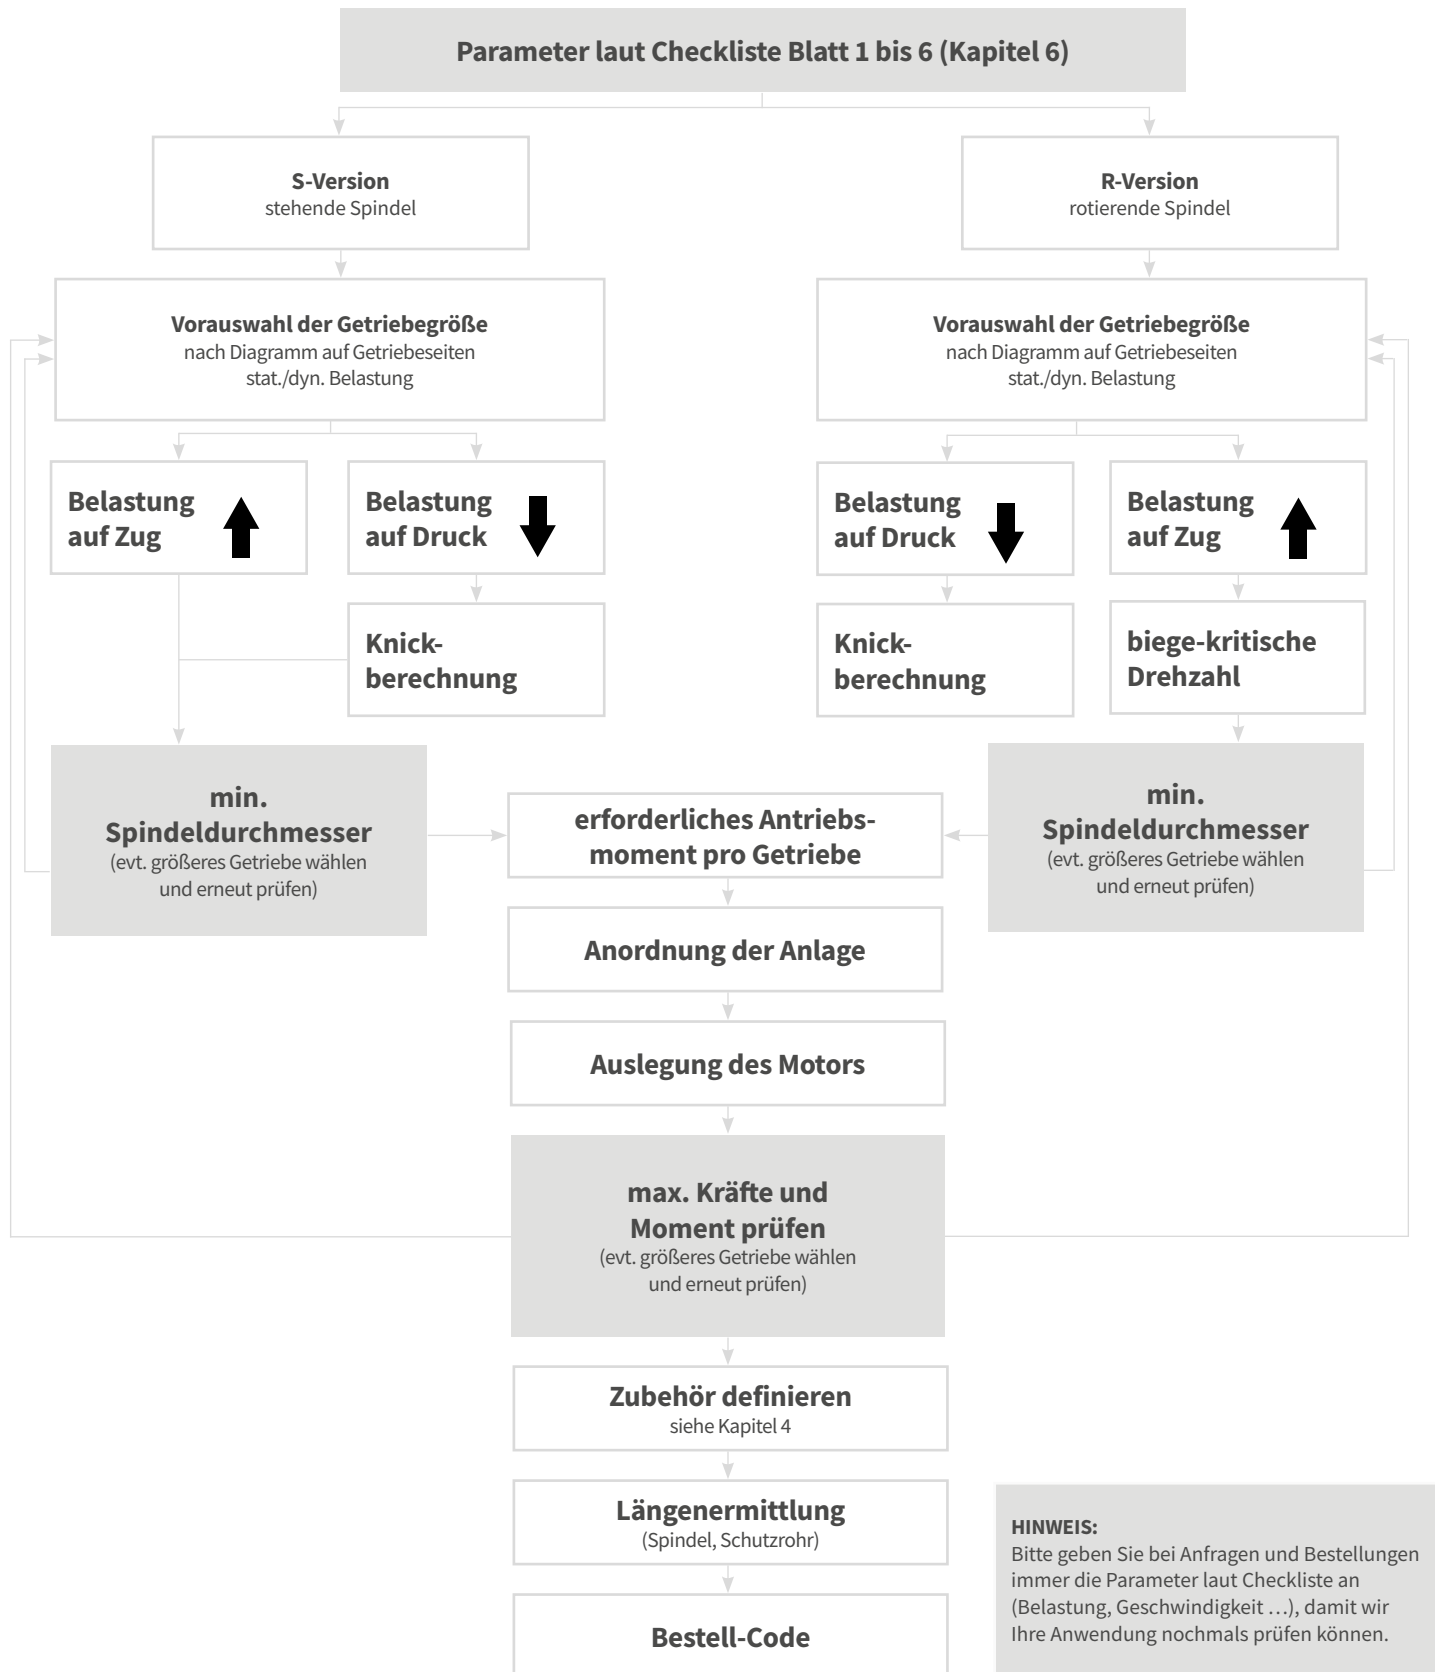 Parameter laut Checkliste Blatt 1 bis 6 (Kapitel 6)
S-Version
stehende Spindel
R-Version
rotierende Spindel
Vorauswahl der Getriebegröße
nach Diagramm auf Getriebeseiten
stat./dyn. Belastung
Vorauswahl der Getriebegröße
nach Diagramm auf Getriebeseiten
stat./dyn. Belastung
Belastung
auf Zug
Belastung
auf Druck
Belastung
auf Druck
Belastung
auf Zug
Knick-
berechnung
Knick-
berechnung
biege-kritische
Drehzahl
min.
Spindeldurchmesser
(evt. größeres Getriebe wählen
und erneut prüfen)
erforderliches Antriebs-
moment pro Getriebe
min.
Spindeldurchmesser
(evt. größeres Getriebe wählen
und erneut prüfen)
Anordnung der Anlage
Auslegung des Motors
max. Kräfte und
Moment prüfen
(evt. größeres Getriebe wählen
und erneut prüfen)
Zubehör definieren
siehe Kapitel 4
Längenermittlung
(Spindel, Schutzrohr)
Bestell-Code
HINWEIS:
Bitte geben Sie bei Anfragen und Bestellungen
immer die Parameter laut Checkliste an
(Belastung, Geschwindigkeit …), damit wir
Ihre Anwendung nochmals prüfen können.